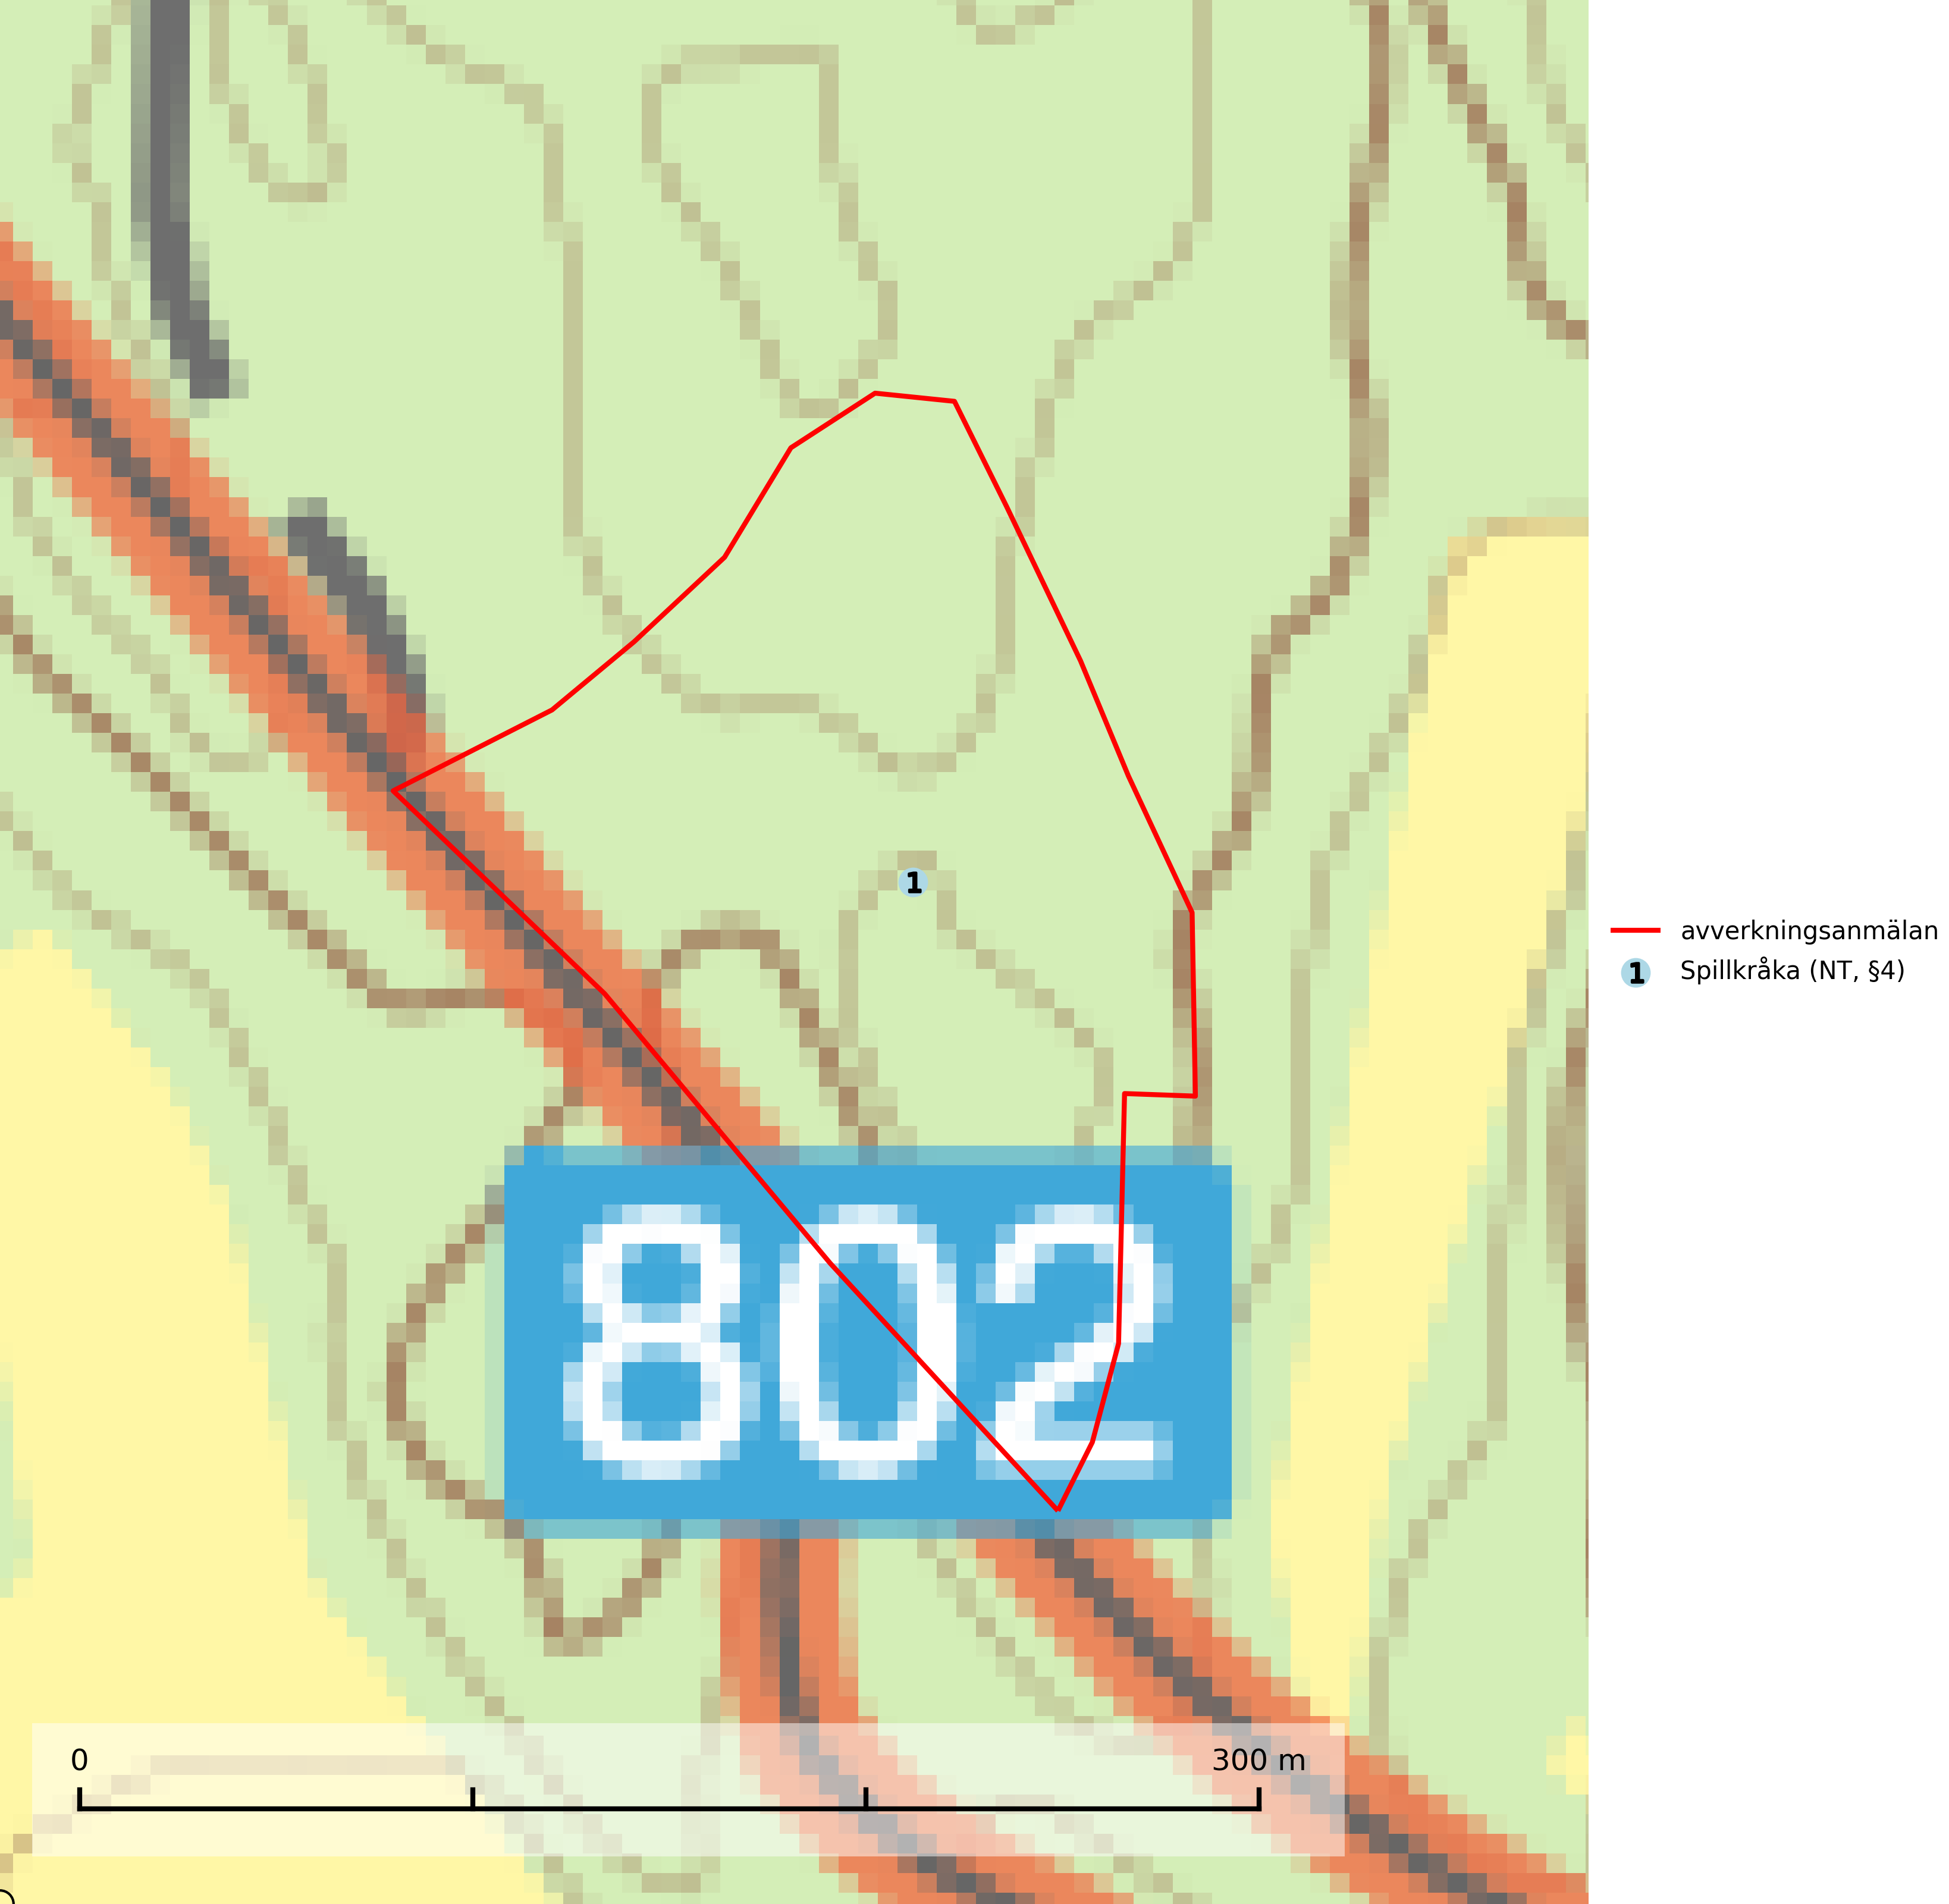 1
avverkningsanmälan
1 Spillkråka (NT, §4)
802
0 300 m